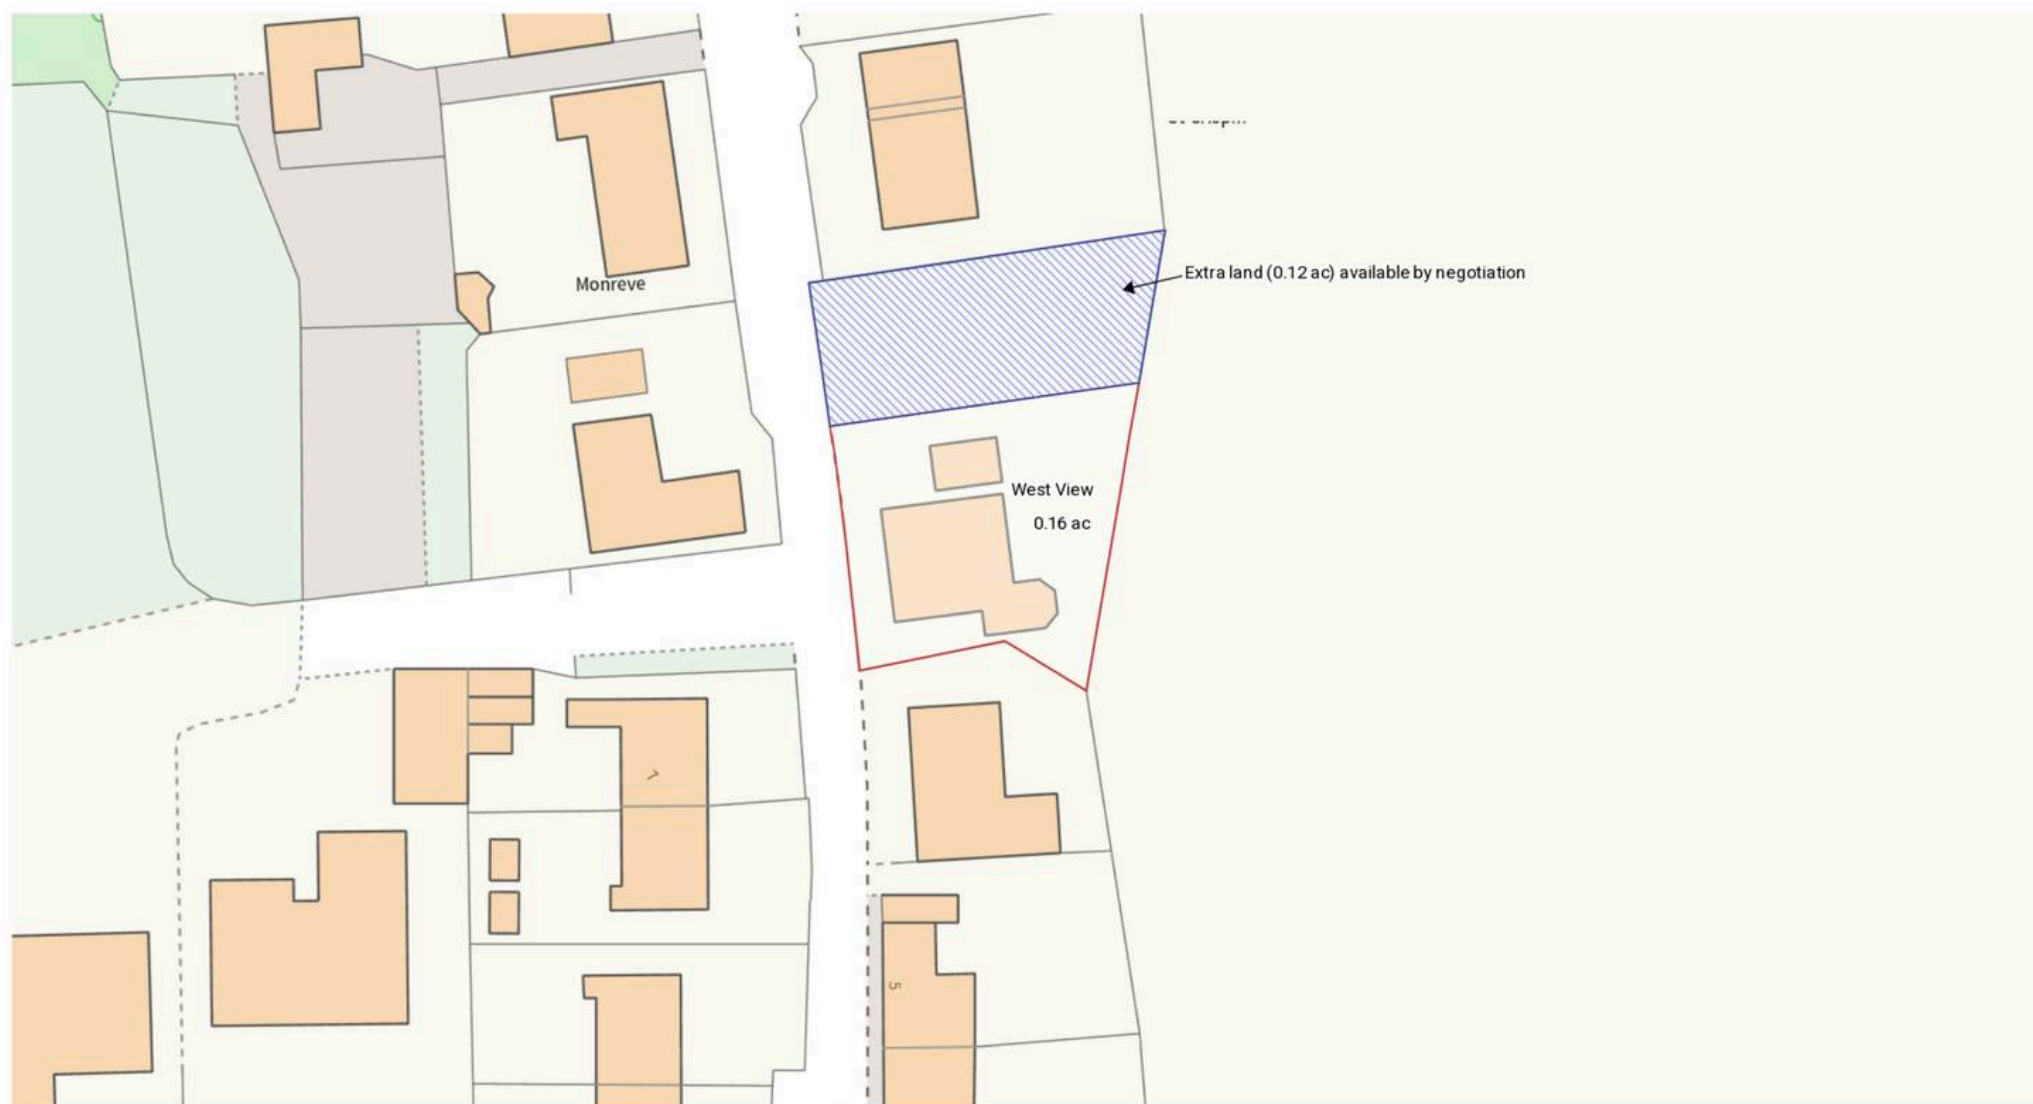 Extra land (0.12 ac) available by negotiation
Monreve
West View
0.16 ac
7
5